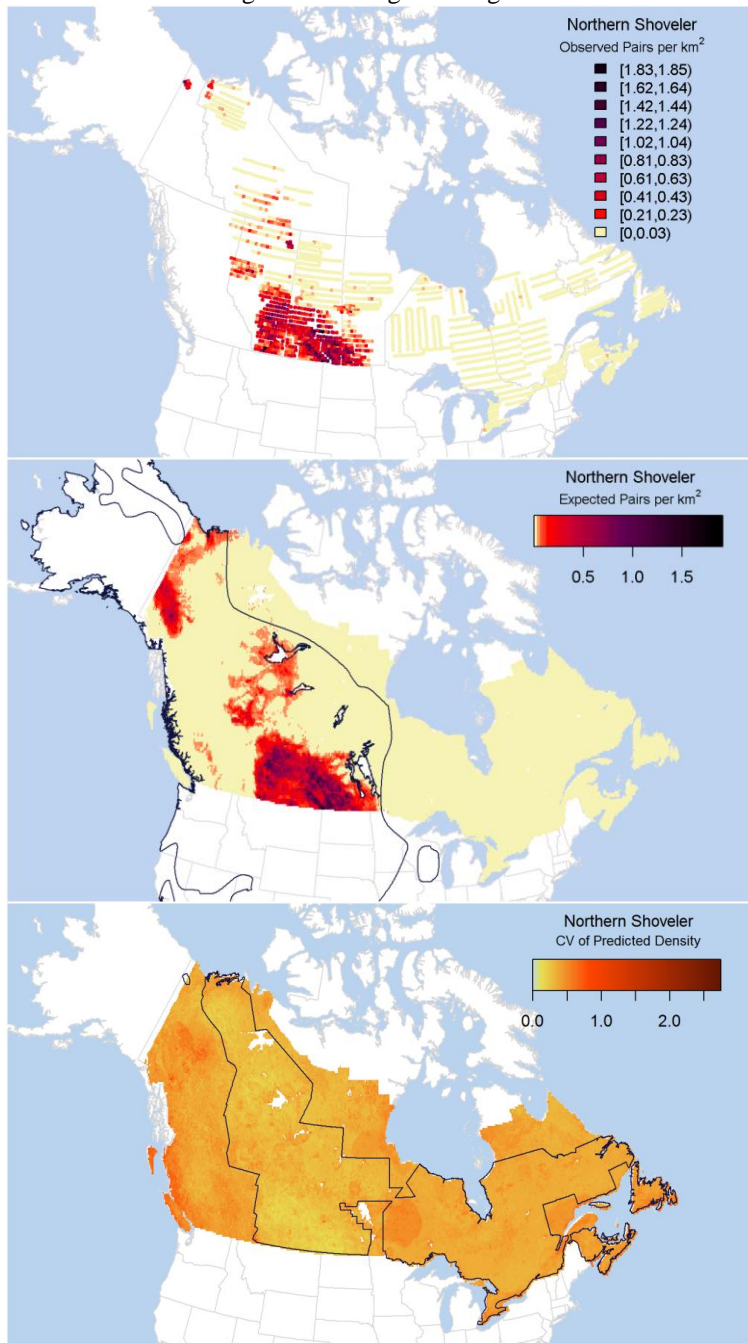 Northern Shoveler
Observed Pairs per km²
[1.83,1.85)
[1.62,1.64)
[1.42,1.44)
[1.22,1.24)
[1.02,1.04)
[0.81,0.83)
[0.61,0.63)
[0.41,0.43)
[0.21,0.23)
[0,0.03)
Northern Shoveler
Expected Pairs per km²
0.5 1.0 1.5
Northern Shoveler
CV of Predicted Density
0.0 1.0 2.0